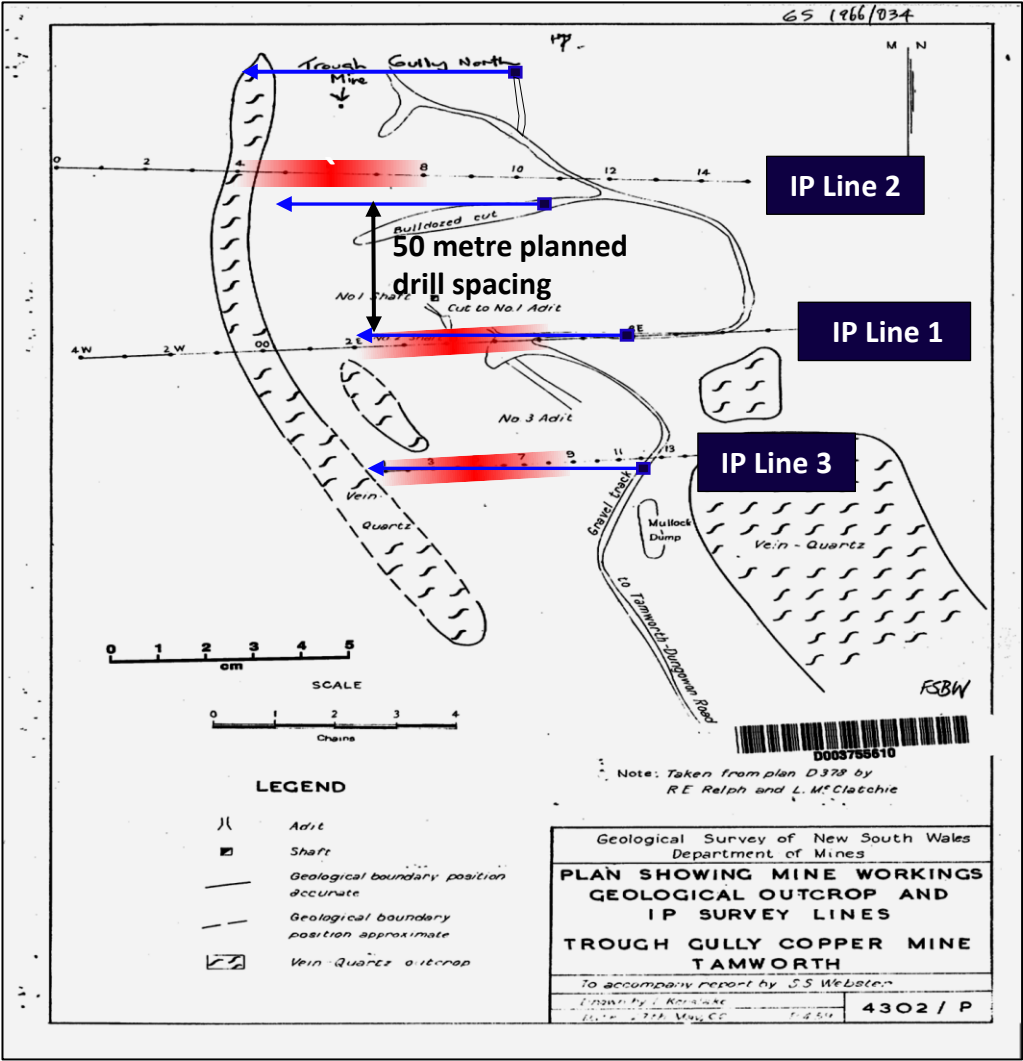 GS 1966/034
M N
Trough Gully North
Mine
0 2 4 8 10 12 14
IP Line 2
Bulldozed cut
50 metre planned
drill spacing
No.1 Shaft
Cut to No.1 Adit
4 W 2 W 00 2 E 8E
IP Line 1
No. 3 Adit
3 7 9 11 13
IP Line 3
Vein
Quartz
Gravel track
Mullock
Dump
Vein - Quartz
to Tamworth-Dungowan Road
0 1 2 3 4 5
cm
SCALE
0 1 2 3 4
Chains
FSBW
D003755610
Note: Taken from plan D378 by
R E Relph and L. McClatchie
LEGEND
Adit
Shaft
Geological boundary position
accurate
Geological boundary
position approximate
Vein Quartz outcrop
Geological Survey of New South Wales
Department of Mines
PLAN SHOWING MINE WORKINGS
GEOLOGICAL OUTCROP AND
I P SURVEY LINES
TROUGH GULLY COPPER MINE
TAMWORTH
To accompany report by S S Webster
Drawn by
4302 / P